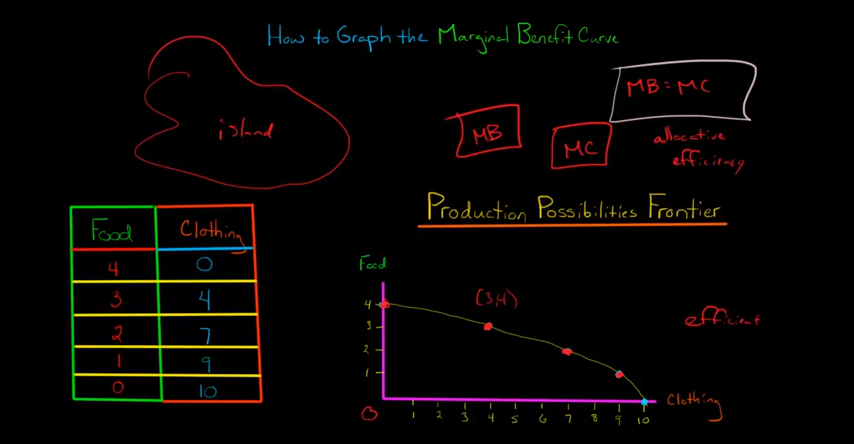 How to Graph the Marginal Benefit Curve
island
MB
MC
MB = MC
allocative
efficiency
Production Possibilities Frontier
Food Clothing
4 0
3 4
2 7
1 9
0 10
Food
(3,4)
4
3
2
1
efficient
0
1 2 3 4 5 6 7 8 9 10
Clothing